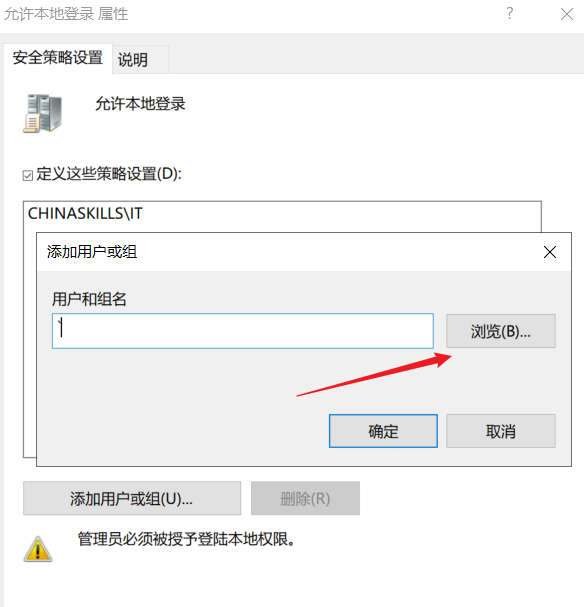 允许本地登录 属性
安全策略设置
说明
允许本地登录
定义这些策略设置(D):
CHINASKILLS\IT
添加用户或组
用户和组名
`
浏览(B)...
确定
取消
添加用户或组(U)...
删除(R)
管理员必须被授予登陆本地权限。